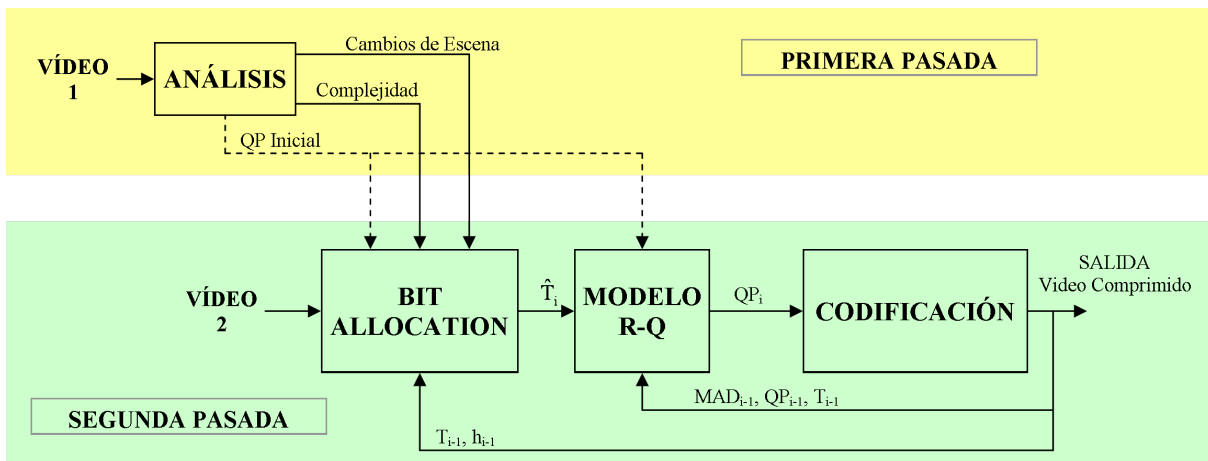 VÍDEO
1
ANÁLISIS
Cambios de Escena
Complejidad
QP Inicial
PRIMERA PASADA
VÍDEO
2
BIT
ALLOCATION
T̂i
MODELO
R-Q
QPi
CODIFICACIÓN
SALIDA
Video Comprimido
MADi-1, QPi-1, Ti-1
Ti-1, hi-1
SEGUNDA PASADA